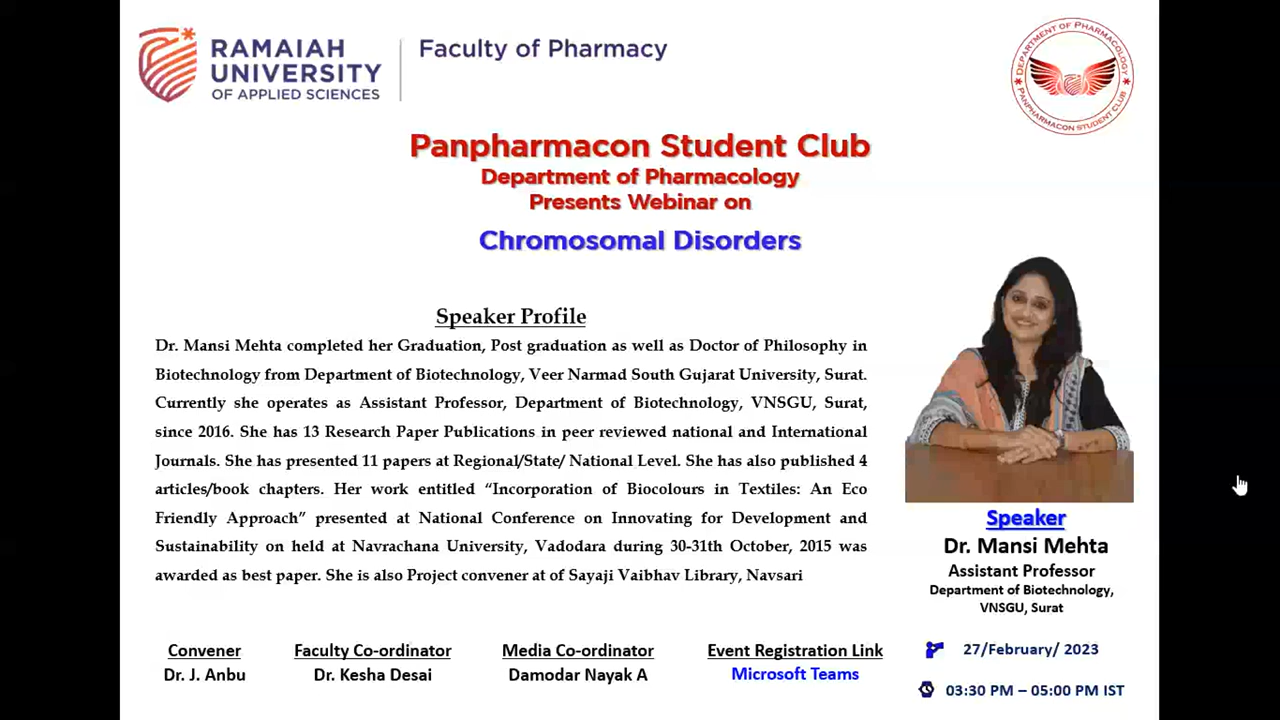 RAMAIAH
UNIVERSITY
OF APPLIED SCIENCES
Faculty of Pharmacy
DEPARTMENT OF PHARMACOLOGY
PANPHARMACON STUDENT CLUB
Panpharmacon Student Club
Department of Pharmacology
Presents Webinar on
Chromosomal Disorders
Speaker Profile
Dr. Mansi Mehta completed her Graduation, Post graduation as well as Doctor of Philosophy in
Biotechnology from Department of Biotechnology, Veer Narmad South Gujarat University, Surat.
Currently she operates as Assistant Professor, Department of Biotechnology, VNSGU, Surat,
since 2016. She has 13 Research Paper Publications in peer reviewed national and International
Journals. She has presented 11 papers at Regional/State/ National Level. She has also published 4
articles/book chapters. Her work entitled “Incorporation of Biocolours in Textiles: An Eco
Friendly Approach” presented at National Conference on Innovating for Development and
Sustainability on held at Navrachana University, Vadodara during 30-31th October, 2015 was
awarded as best paper. She is also Project convener at of Sayaji Vaibhav Library, Navsari
Speaker
Dr. Mansi Mehta
Assistant Professor
Department of Biotechnology,
VNSGU, Surat
Convener
Dr. J. Anbu
Faculty Co-ordinator
Dr. Kesha Desai
Media Co-ordinator
Damodar Nayak A
Event Registration Link
Microsoft Teams
27/February/ 2023
03:30 PM – 05:00 PM IST